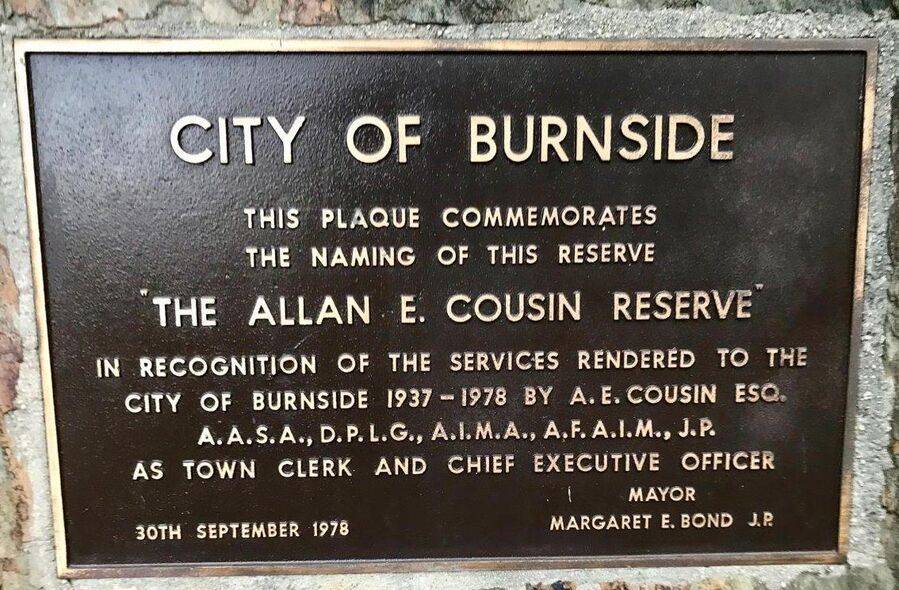 CITY OF BURNSIDE
THIS PLAQUE COMMEMORATES
THE NAMING OF THIS RESERVE
"THE ALLAN E. COUSIN RESERVE"
IN RECOGNITION OF THE SERVICES RENDERED TO THE
CITY OF BURNSIDE 1937-1978 BY A.E. COUSIN ESQ.
A.A.S.A., D.P.L.G., A.I.M.A., A.F.A.I.M., J.P.
AS TOWN CLERK AND CHIEF EXECUTIVE OFFICER
MAYOR
30TH SEPTEMBER 1978 MARGARET E. BOND J.P.